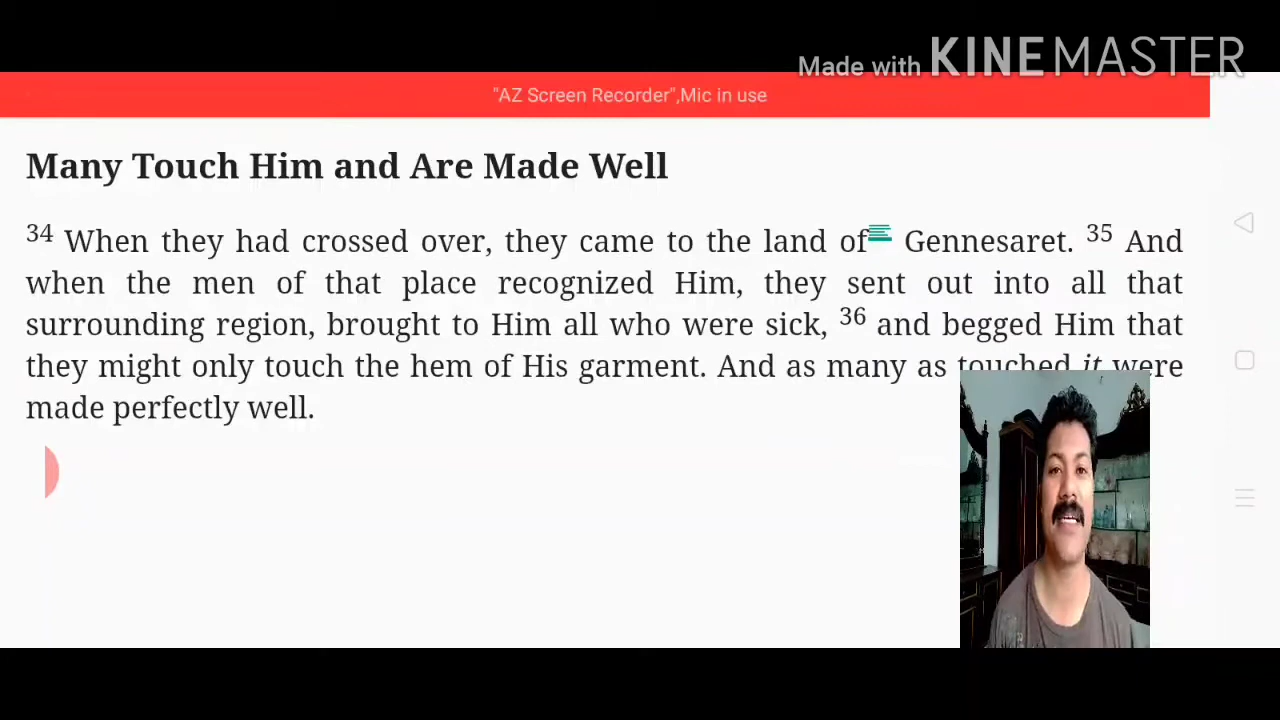 Made with KINEMASTER
"AZ Screen Recorder",Mic in use
Many Touch Him and Are Made Well
34 When they had crossed over, they came to the land of Gennesaret. 35 And
when the men of that place recognized Him, they sent out into all that
surrounding region, brought to Him all who were sick, 36 and begged Him that
they might only touch the hem of His garment. And as many as touched it were
made perfectly well.